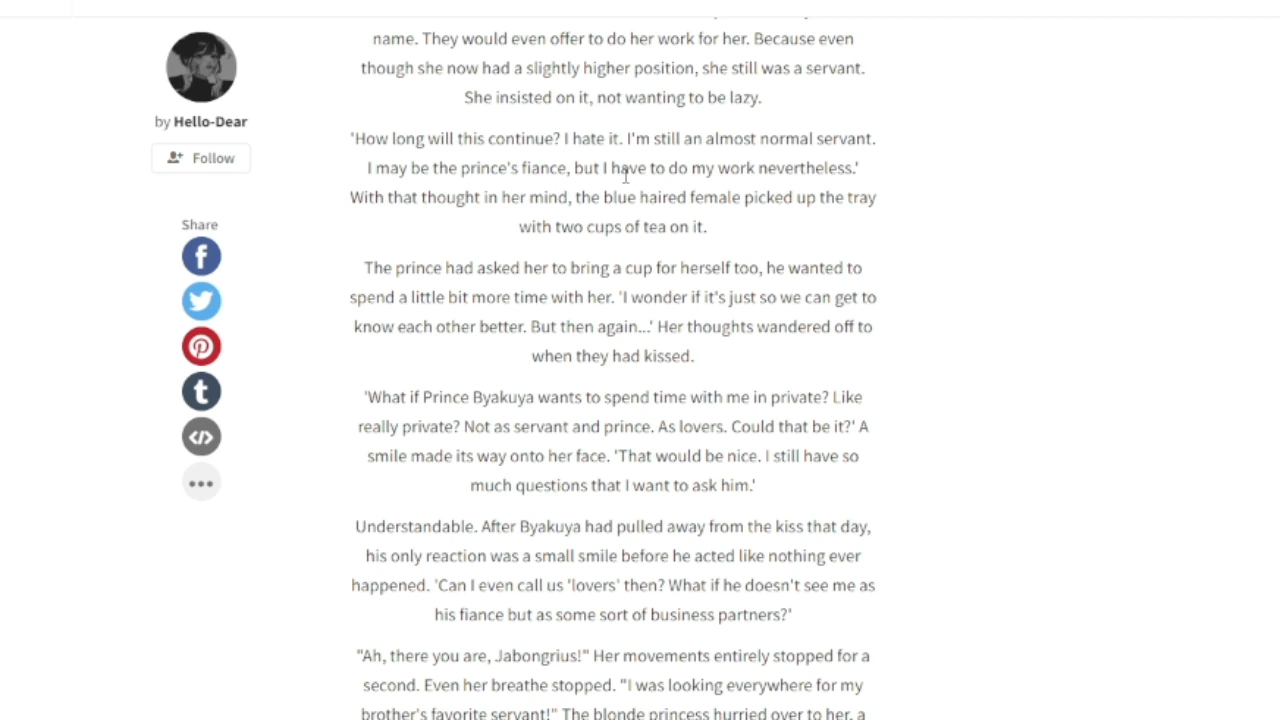 name. They would even offer to do her work for her. Because even
though she now had a slightly higher position, she still was a servant.
She insisted on it, not wanting to be lazy.
by Hello-Dear
Follow
'How long will this continue? I hate it. I'm still an almost normal servant.
I may be the prince's fiance, but I have to do my work nevertheless.'
With that thought in her mind, the blue haired female picked up the tray
with two cups of tea on it.
Share
The prince had asked her to bring a cup for herself too, he wanted to
spend a little bit more time with her. 'I wonder if it's just so we can get to
know each other better. But then again...' Her thoughts wandered off to
when they had kissed.
'What if Prince Byakuya wants to spend time with me in private? Like
really private? Not as servant and prince. As lovers. Could that be it?' A
smile made its way onto her face. 'That would be nice. I still have so
much questions that I want to ask him.'
Understandable. After Byakuya had pulled away from the kiss that day,
his only reaction was a small smile before he acted like nothing ever
happened. 'Can I even call us 'lovers' then? What if he doesn't see me as
his fiance but as some sort of business partners?'
"Ah, there you are, Jabongrius!" Her movements entirely stopped for a
second. Even her breathe stopped. "I was looking everywhere for my
brother's favorite servant!" The blonde princess hurried over to her, a